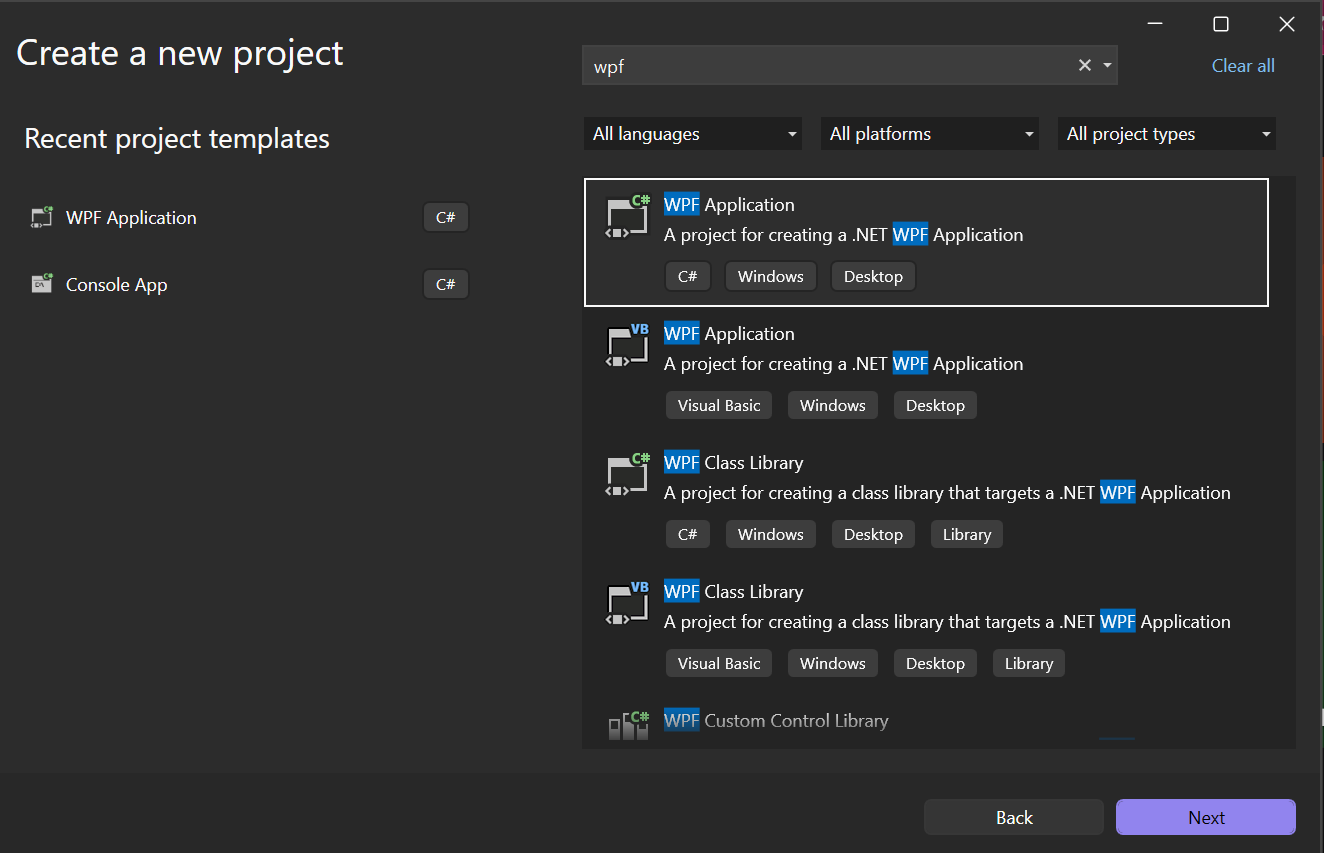 Create a new project
wpf
Clear all
Recent project templates
All languages
All platforms
All project types
WPF Application
C#
Console App
C#
C#
WPF Application
A project for creating a .NET WPF Application
C#
Windows
Desktop
VB
WPF Application
A project for creating a .NET WPF Application
Visual Basic
Windows
Desktop
C#
WPF Class Library
A project for creating a class library that targets a .NET WPF Application
C#
Windows
Desktop
Library
VB
WPF Class Library
A project for creating a class library that targets a .NET WPF Application
Visual Basic
Windows
Desktop
Library
C#
WPF Custom Control Library
Back
Next